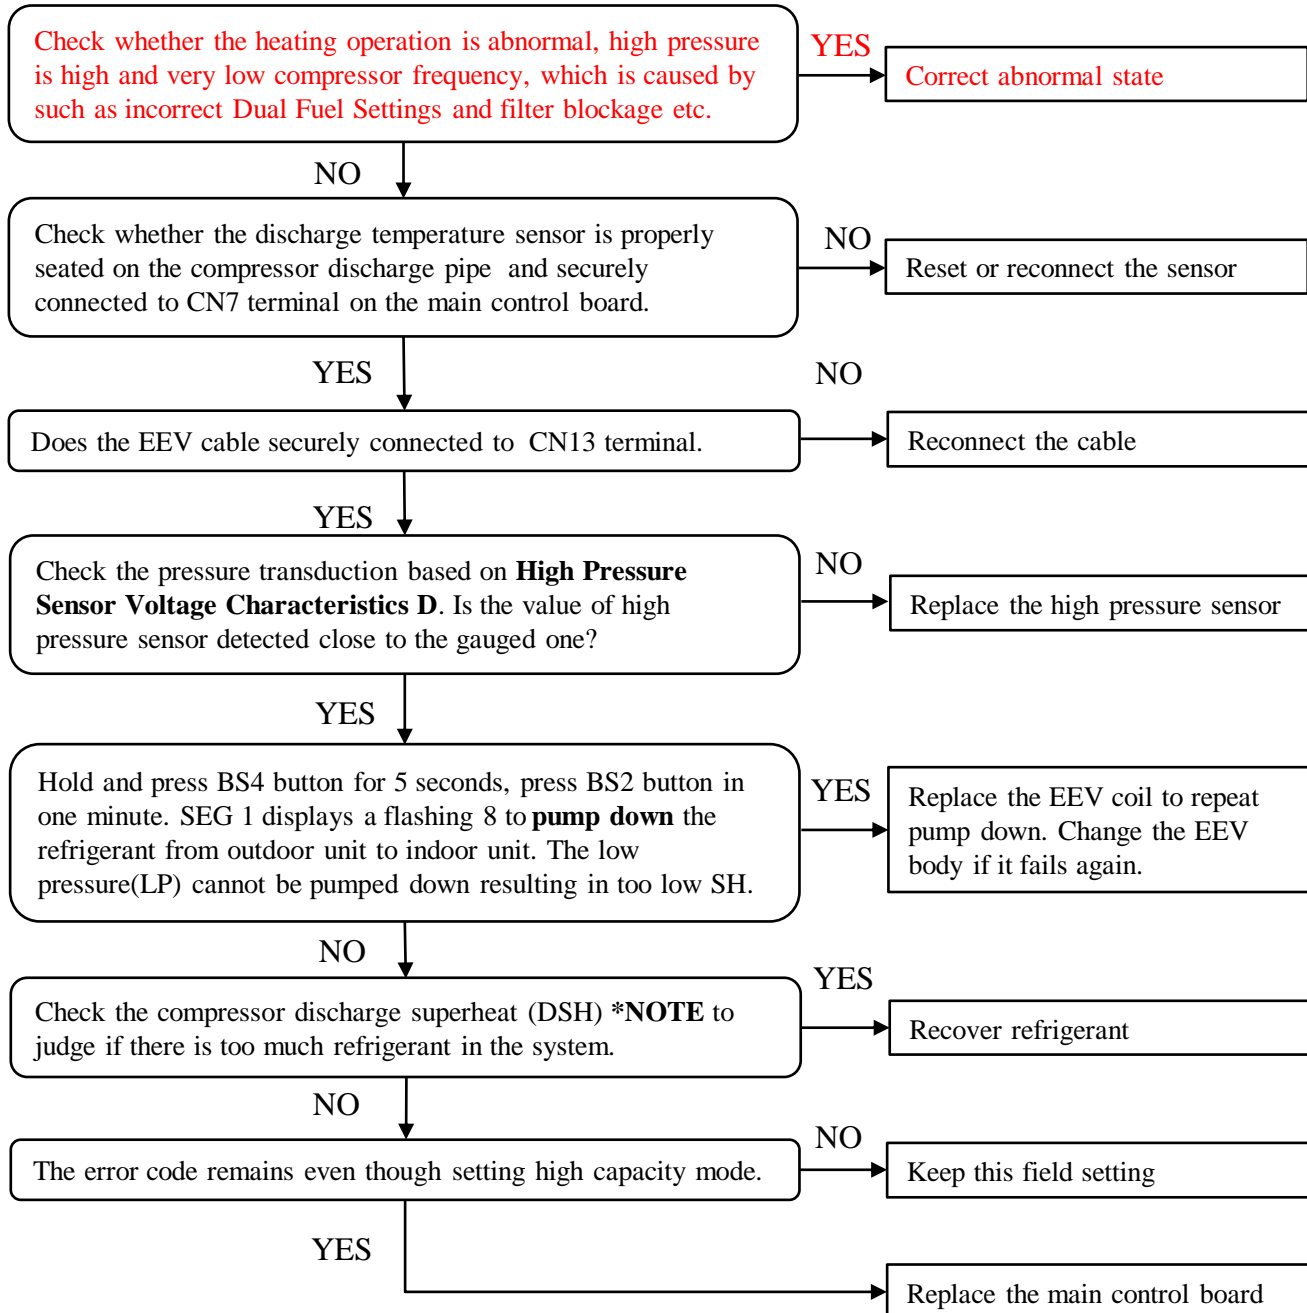 Check whether the heating operation is abnormal, high pressure
is high and very low compressor frequency, which is caused by
such as incorrect Dual Fuel Settings and filter blockage etc.
YES
Correct abnormal state
NO
Check whether the discharge temperature sensor is properly
seated on the compressor discharge pipe and securely
connected to CN7 terminal on the main control board.
NO
Reset or reconnect the sensor
YES
NO
Does the EEV cable securely connected to CN13 terminal.
Reconnect the cable
YES
Check the pressure transduction based on High Pressure
Sensor Voltage Characteristics D. Is the value of high
pressure sensor detected close to the gauged one?
NO
Replace the high pressure sensor
YES
Hold and press BS4 button for 5 seconds, press BS2 button in
one minute. SEG 1 displays a flashing 8 to pump down the
refrigerant from outdoor unit to indoor unit. The low
pressure(LP) cannot be pumped down resulting in too low SH.
YES
Replace the EEV coil to repeat
pump down. Change the EEV
body if it fails again.
NO
Check the compressor discharge superheat (DSH) *NOTE to
judge if there is too much refrigerant in the system.
YES
Recover refrigerant
NO
The error code remains even though setting high capacity mode.
NO
Keep this field setting
YES
Replace the main control board